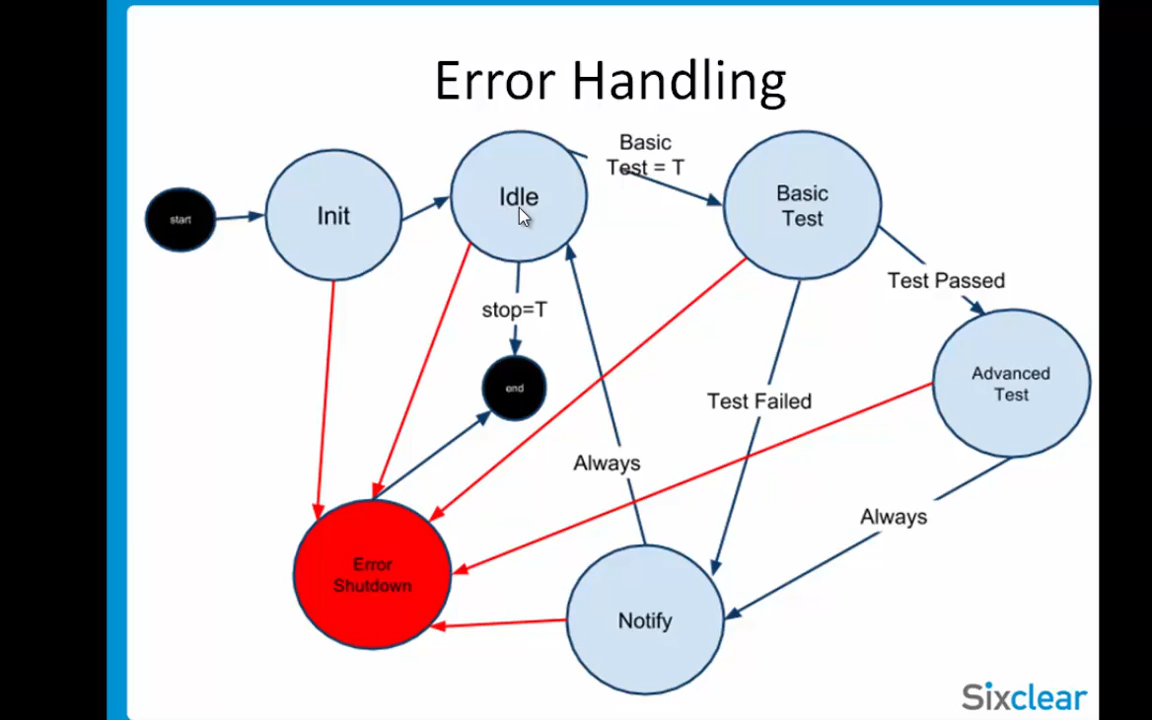 Error Handling
start
Init
Idle
Basic
Test = T
Basic
Test
Test Passed
stop=T
end
Advanced
Test
Test Failed
Always
Always
Error
Shutdown
Notify
Sixclear